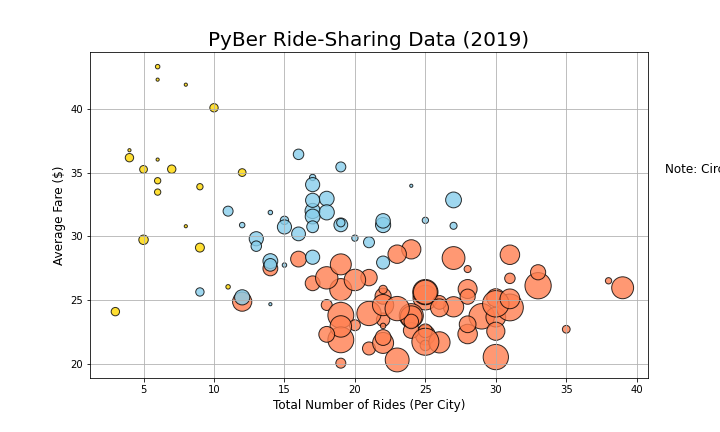 PyBer Ride-Sharing Data (2019)
40
35
30
25
20
Average Fare ($)
5 10 15 20 25 30 35 40
Total Number of Rides (Per City)
Note: Circ